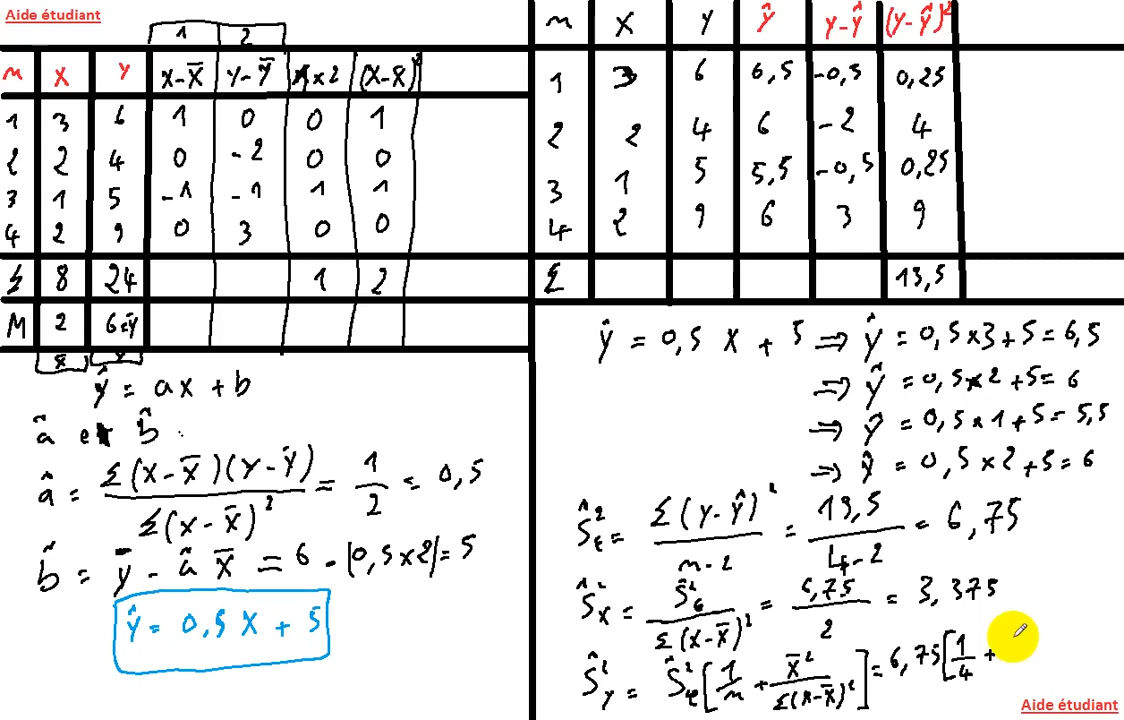 Aide étudiant
1 2
n X Y X-X̄ Y-Ȳ 1×2 (X-X̄)²
1 3 6 1 0 0 1
2 2 4 0 -2 0 0
3 1 5 -1 -1 1 1
4 2 9 0 3 0 0
Σ 8 24 1 2
M 2 6=Ȳ
X̄ Ȳ
Ŷ = aX + b
â et b̂ .
â = Σ(X-X̄)(Y-Ȳ) / Σ(X-X̄)² = 1/2 = 0,5
b̂ = Ȳ - â X̄ = 6 - (0,5×2) = 5
Ŷ = 0,5 X + 5
n X Y Ŷ Y-Ŷ (Y-Ŷ)²
1 3 6 6,5 -0,5 0,25
2 2 4 6 -2 4
3 1 5 5,5 -0,5 0,25
4 2 9 6 3 9
Σ 13,5
Ŷ = 0,5 X + 5 ⇒ Ŷ = 0,5×3+5 = 6,5
⇒ Ŷ = 0,5×2+5 = 6
⇒ Ŷ = 0,5×1+5 = 5,5
⇒ Ŷ = 0,5×2+5 = 6
Ŝ²ε = Σ(Y-Ŷ)² / n-2 = 13,5 / 4-2 = 6,75
Ŝ²X = Ŝ²ε / Σ(X-X̄)² = 6,75 / 2 = 3,375
Ŝ²Y = Ŝ²ε [1/n + X̄² / Σ(X-X̄)²] = 6,75 [1/4 +
Aide étudiant